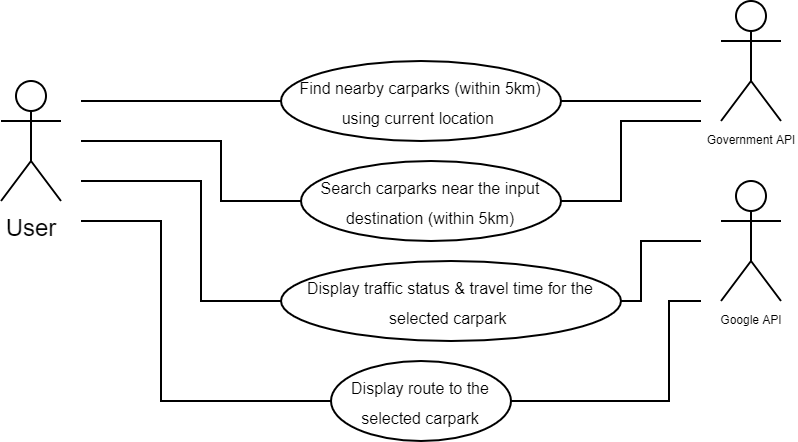 Find nearby carparks (within 5km)
using current location
Government API
Search carparks near the input
destination (within 5km)
User
Display traffic status & travel time for the
selected carpark
Google API
Display route to the
selected carpark